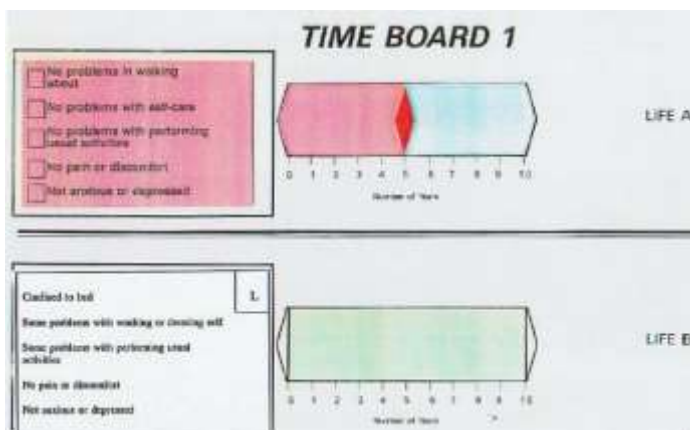 TIME BOARD 1
No problems in walking
about
No problems with self-care
No problems with performing
usual activities
No pain or discomfort
Not anxious or depressed
0 1 2 3 4 5 6 7 8 9 10
Number of Years
LIFE A
Confined to bed
L
Some problems with washing or dressing self
Some problems with performing usual
activities
No pain or discomfort
Not anxious or depressed
0 1 2 3 4 5 6 7 8 9 10
Number of Years
LIFE B